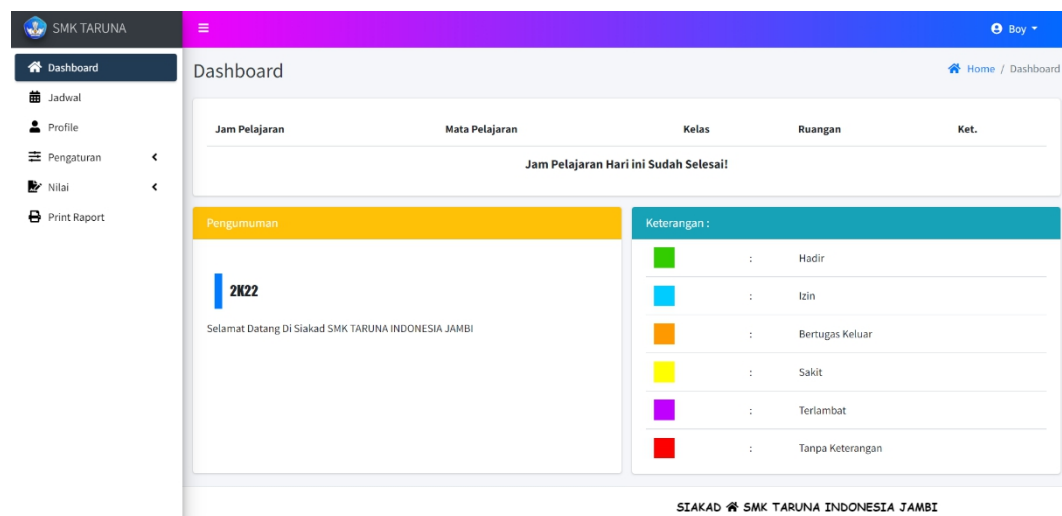 SMK TARUNA
Boy
Dashboard
Jadwal
Profile
Pengaturan
Nilai
Print Raport
Dashboard
Home / Dashboard
Jam Pelajaran Mata Pelajaran Kelas Ruangan Ket.
Jam Pelajaran Hari ini Sudah Selesai!
Pengumuman
2K22
Selamat Datang Di Siakad SMK TARUNA INDONESIA JAMBI
Keterangan :
: Hadir
: Izin
: Bertugas Keluar
: Sakit
: Terlambat
: Tanpa Keterangan
SIAKAD SMK TARUNA INDONESIA JAMBI